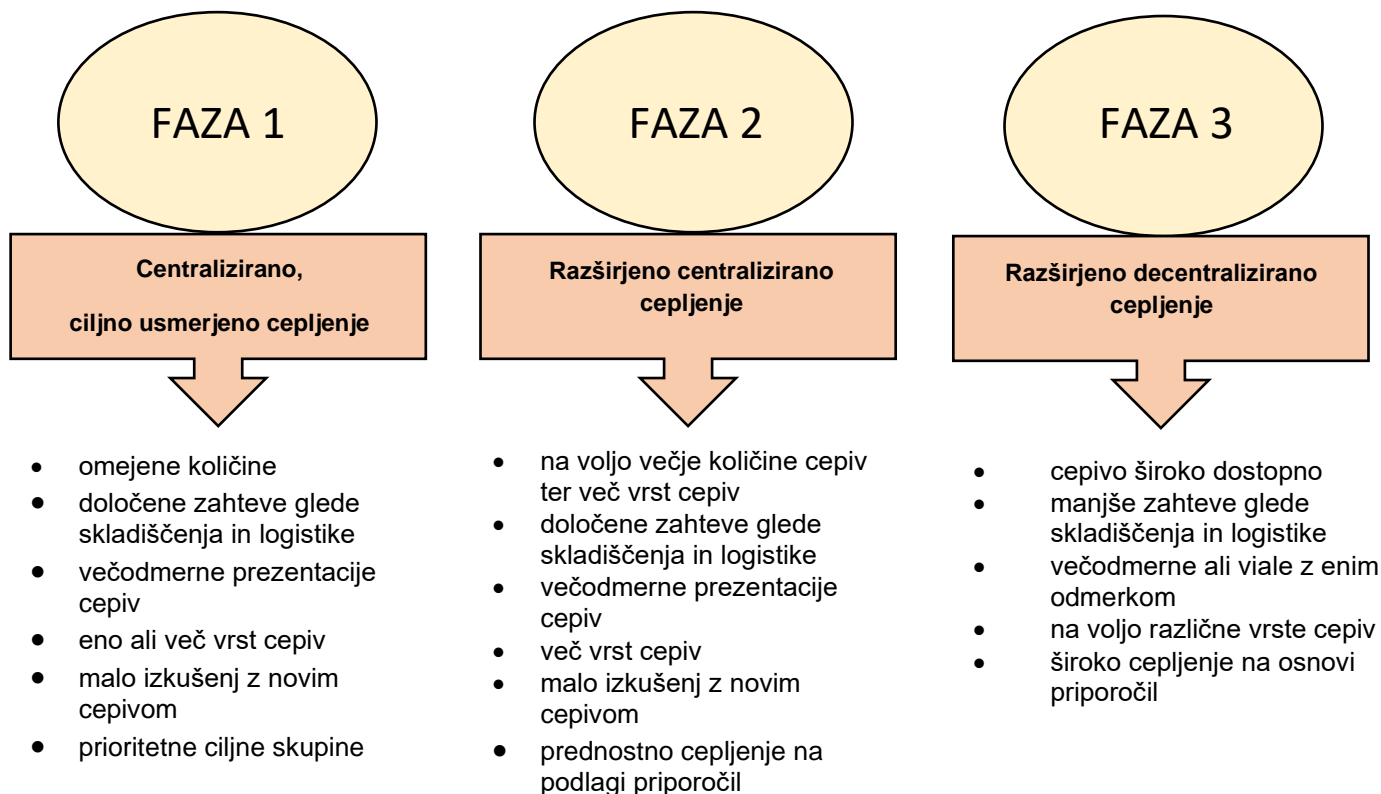 FAZA 1
Centralizirano,
ciljno usmerjeno cepljenje
• omejene količine
• določene zahteve glede
skladiščenja in logistike
• večodmerne prezentacije
cepiv
• eno ali več vrst cepiv
• malo izkušenj z novim
cepivom
• prioritetne ciljne skupine
FAZA 2
Razširjeno centralizirano
cepljenje
• na voljo večje količine cepiv
ter več vrst cepiv
• določene zahteve glede
skladiščenja in logistike
• večodmerne prezentacije
cepiv
• več vrst cepiv
• malo izkušenj z novim
cepivom
• prednostno cepljenje na
podlagi priporočil
FAZA 3
Razširjeno decentralizirano
cepljenje
• cepivo široko dostopno
• manjše zahteve glede
skladiščenja in logistike
• večodmerne ali viale z enim
odmerkom
• na voljo različne vrste cepiv
• široko cepljenje na osnovi
priporočil